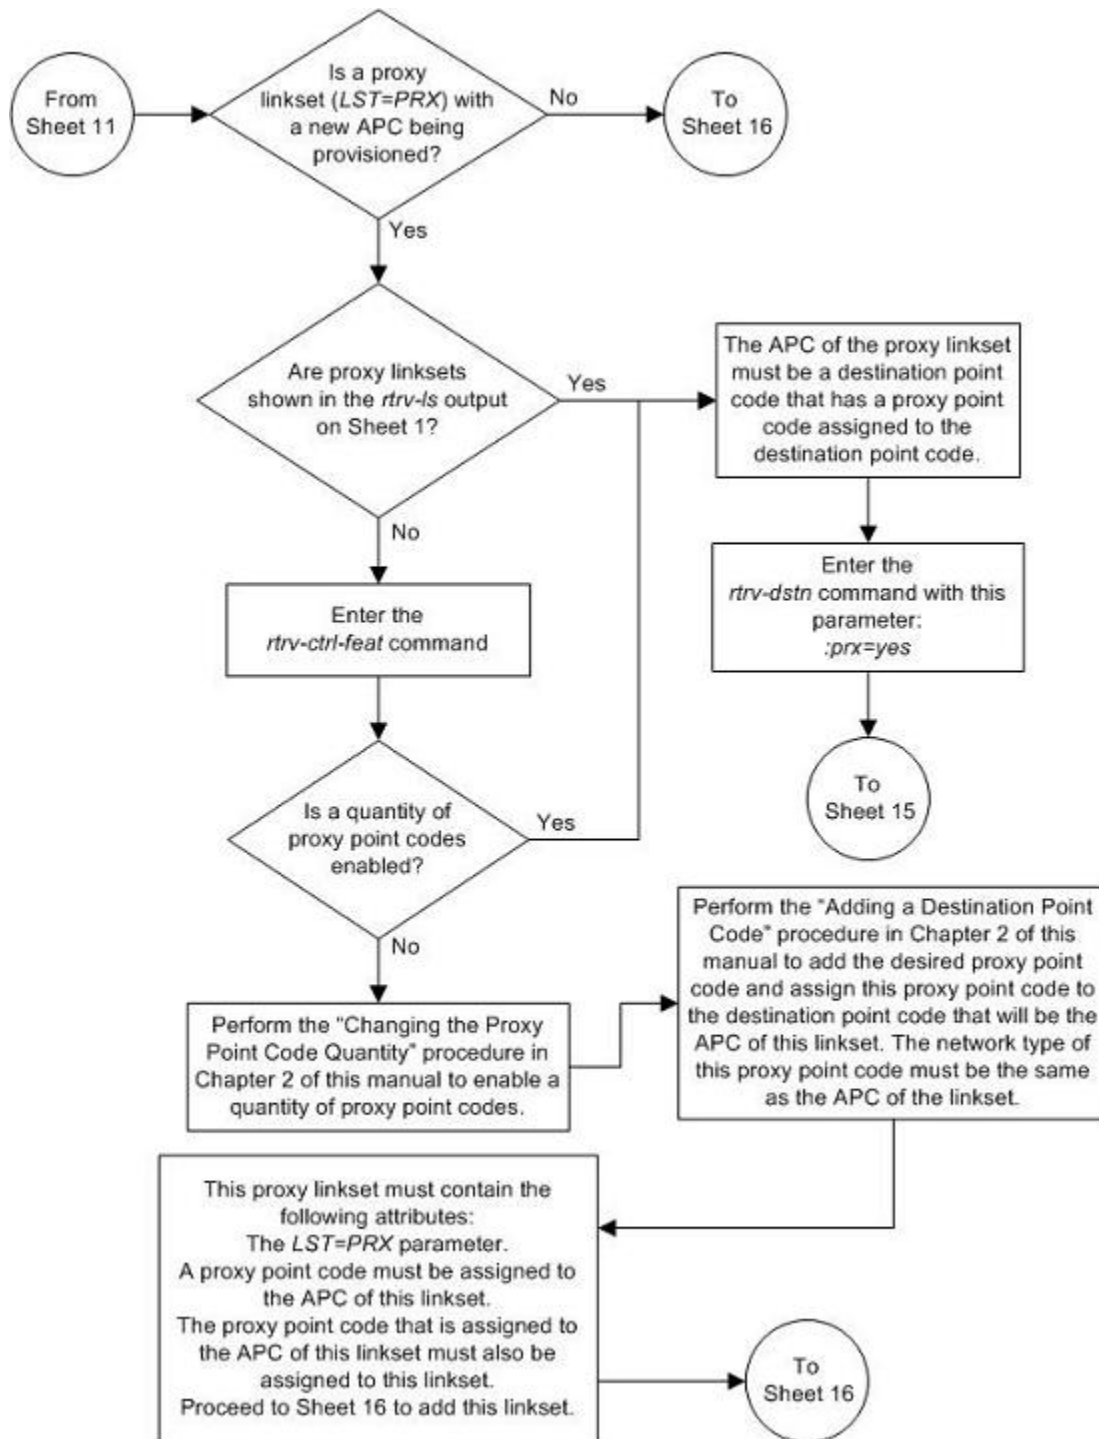 From
Sheet 11
Is a proxy
linkset (LST=PRX) with
a new APC being
provisioned?
No
To
Sheet 16
Yes
Are proxy linksets
shown in the rtrv-ls output
on Sheet 1?
Yes
The APC of the proxy linkset
must be a destination point
code that has a proxy point
code assigned to the
destination point code.
No
Enter the
rtrv-dstn command with this
parameter:
:prx=yes
Enter the
rtrv-ctrl-feat command
To
Sheet 15
Is a quantity of
proxy point codes
enabled?
Yes
No
Perform the “Changing the Proxy
Point Code Quantity” procedure in
Chapter 2 of this manual to enable a
quantity of proxy point codes.
Perform the “Adding a Destination Point
Code” procedure in Chapter 2 of this
manual to add the desired proxy point
code and assign this proxy point code to
the destination point code that will be the
APC of this linkset. The network type of
this proxy point code must be the same
as the APC of the linkset.
This proxy linkset must contain the
following attributes:
The LST=PRX parameter.
A proxy point code must be assigned to
the APC of this linkset.
The proxy point code that is assigned to
the APC of this linkset must also be
assigned to this linkset.
Proceed to Sheet 16 to add this linkset.
To
Sheet 16